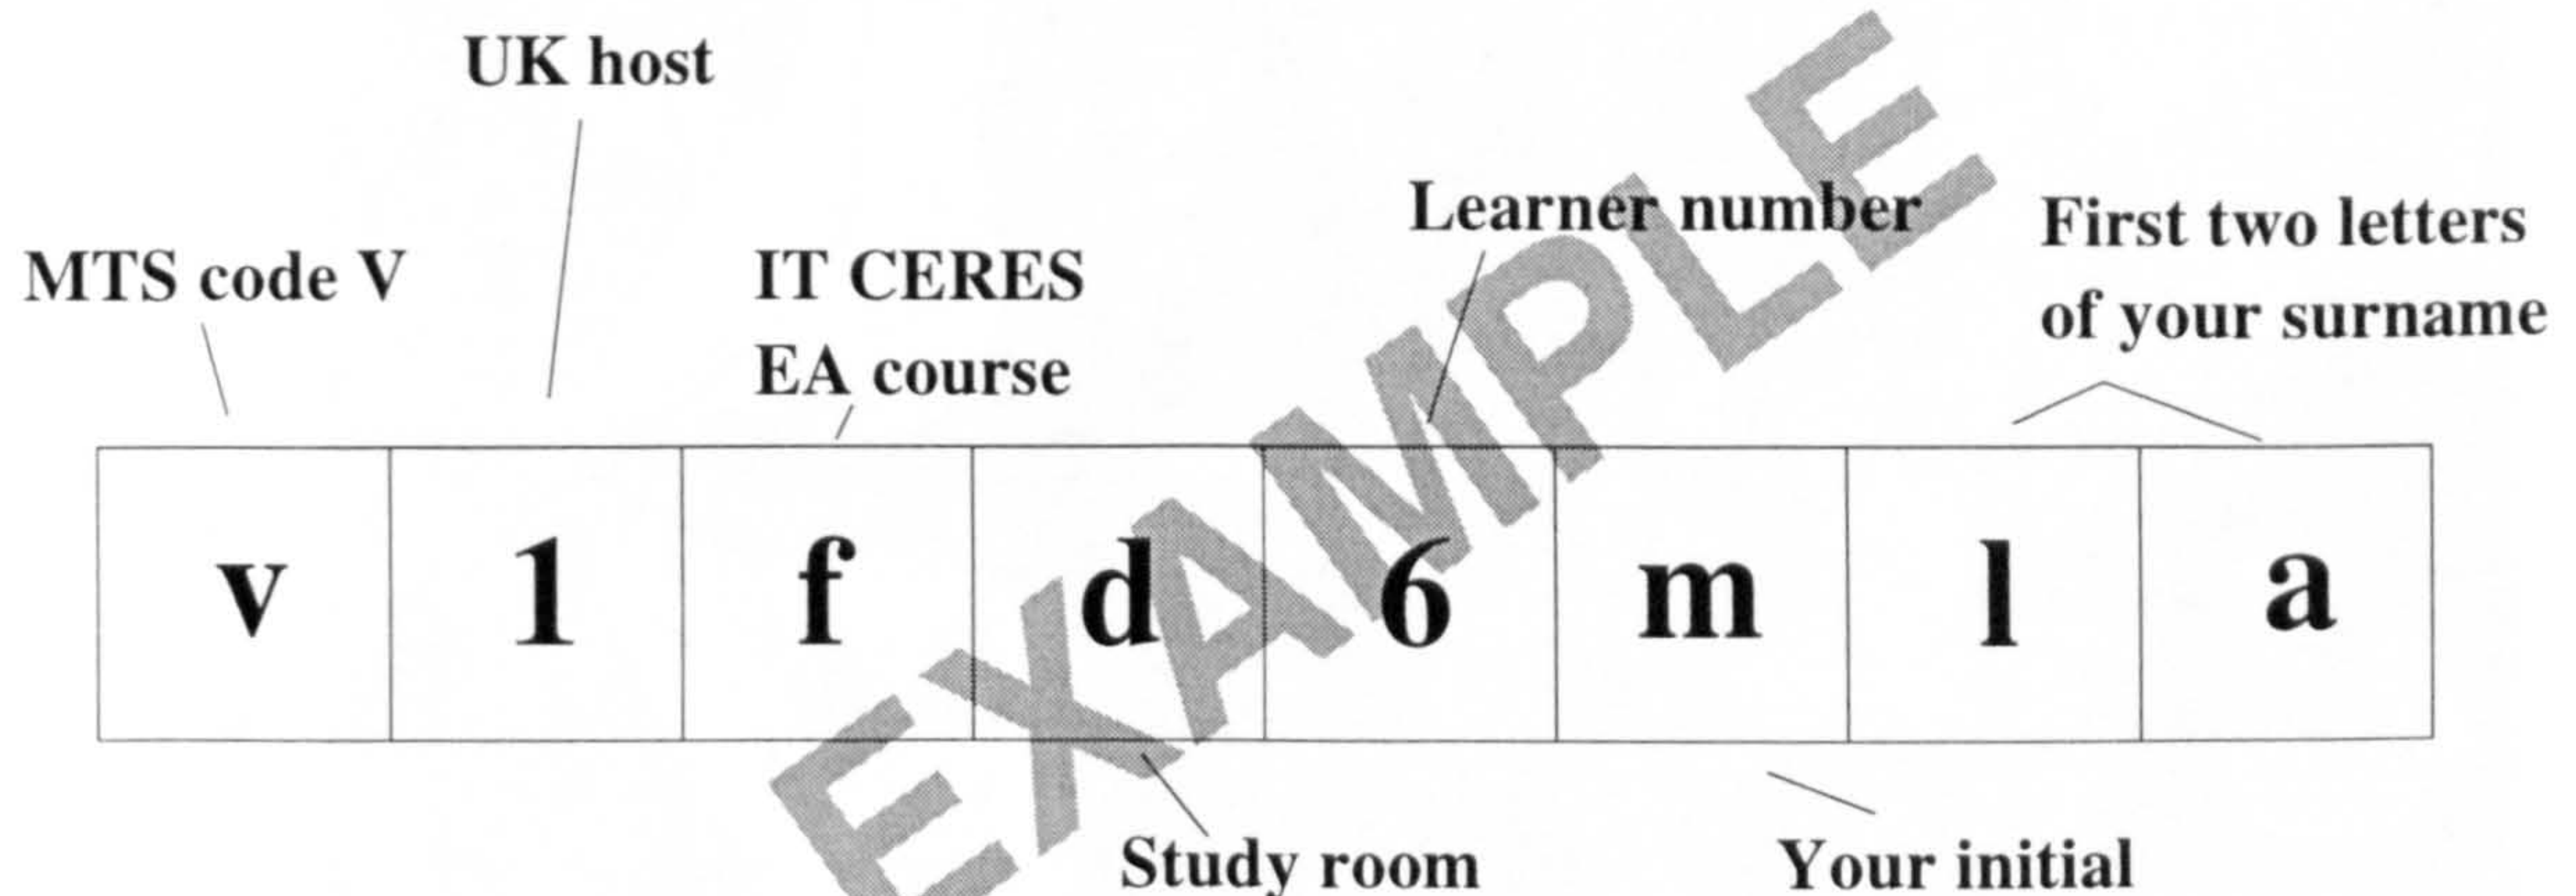 UK host
MTS code V
IT CERES
EA course
Learner number
First two letters
of your surname
v 1 f d 6 m l a
EXAMPLE
Study room
Your initial